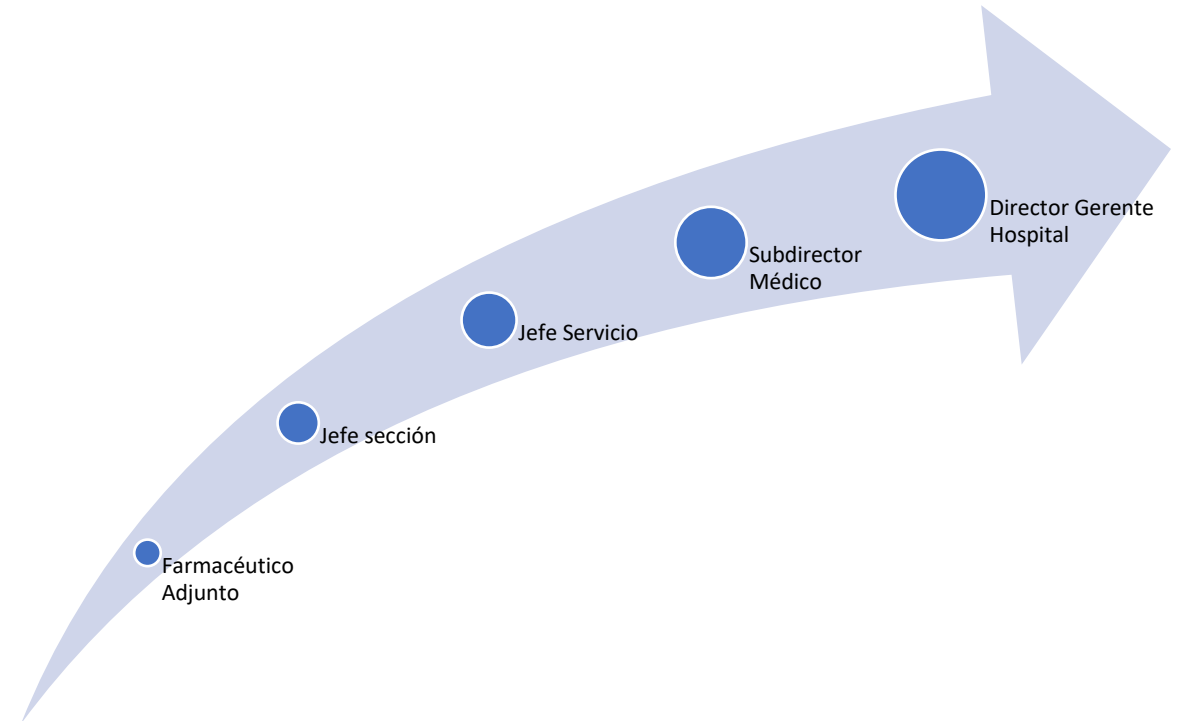 Director Gerente
Hospital
Subdirector
Médico
Jefe Servicio
Jefe sección
Farmacéutico
Adjunto